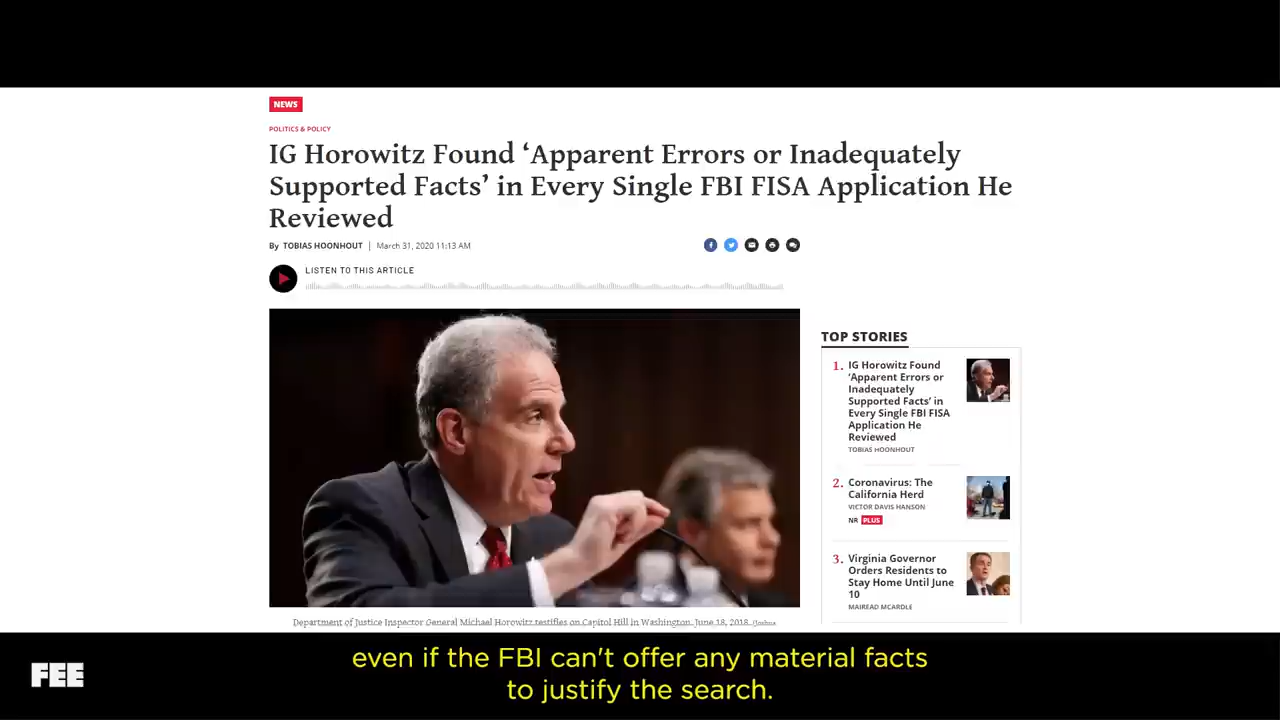 NEWS
POLITICS & POLICY
IG Horowitz Found ‘Apparent Errors or Inadequately
Supported Facts’ in Every Single FBI FISA Application He
Reviewed
By TOBIAS HOONHOUT | March 31, 2020 11:13 AM
LISTEN TO THIS ARTICLE
Department of Justice Inspector General Michael Horowitz testifies on Capitol Hill in Washington, June 18, 2018.
TOP STORIES
1. IG Horowitz Found
‘Apparent Errors or
Inadequately
Supported Facts’ in
Every Single FBI FISA
Application He
Reviewed
TOBIAS HOONHOUT
2. Coronavirus: The
California Herd
VICTOR DAVIS HANSON
NR PLUS
3. Virginia Governor
Orders Residents to
Stay Home Until June
10
MAIREAD MCARDLE
even if the FBI can't offer any material facts
to justify the search.
FEE